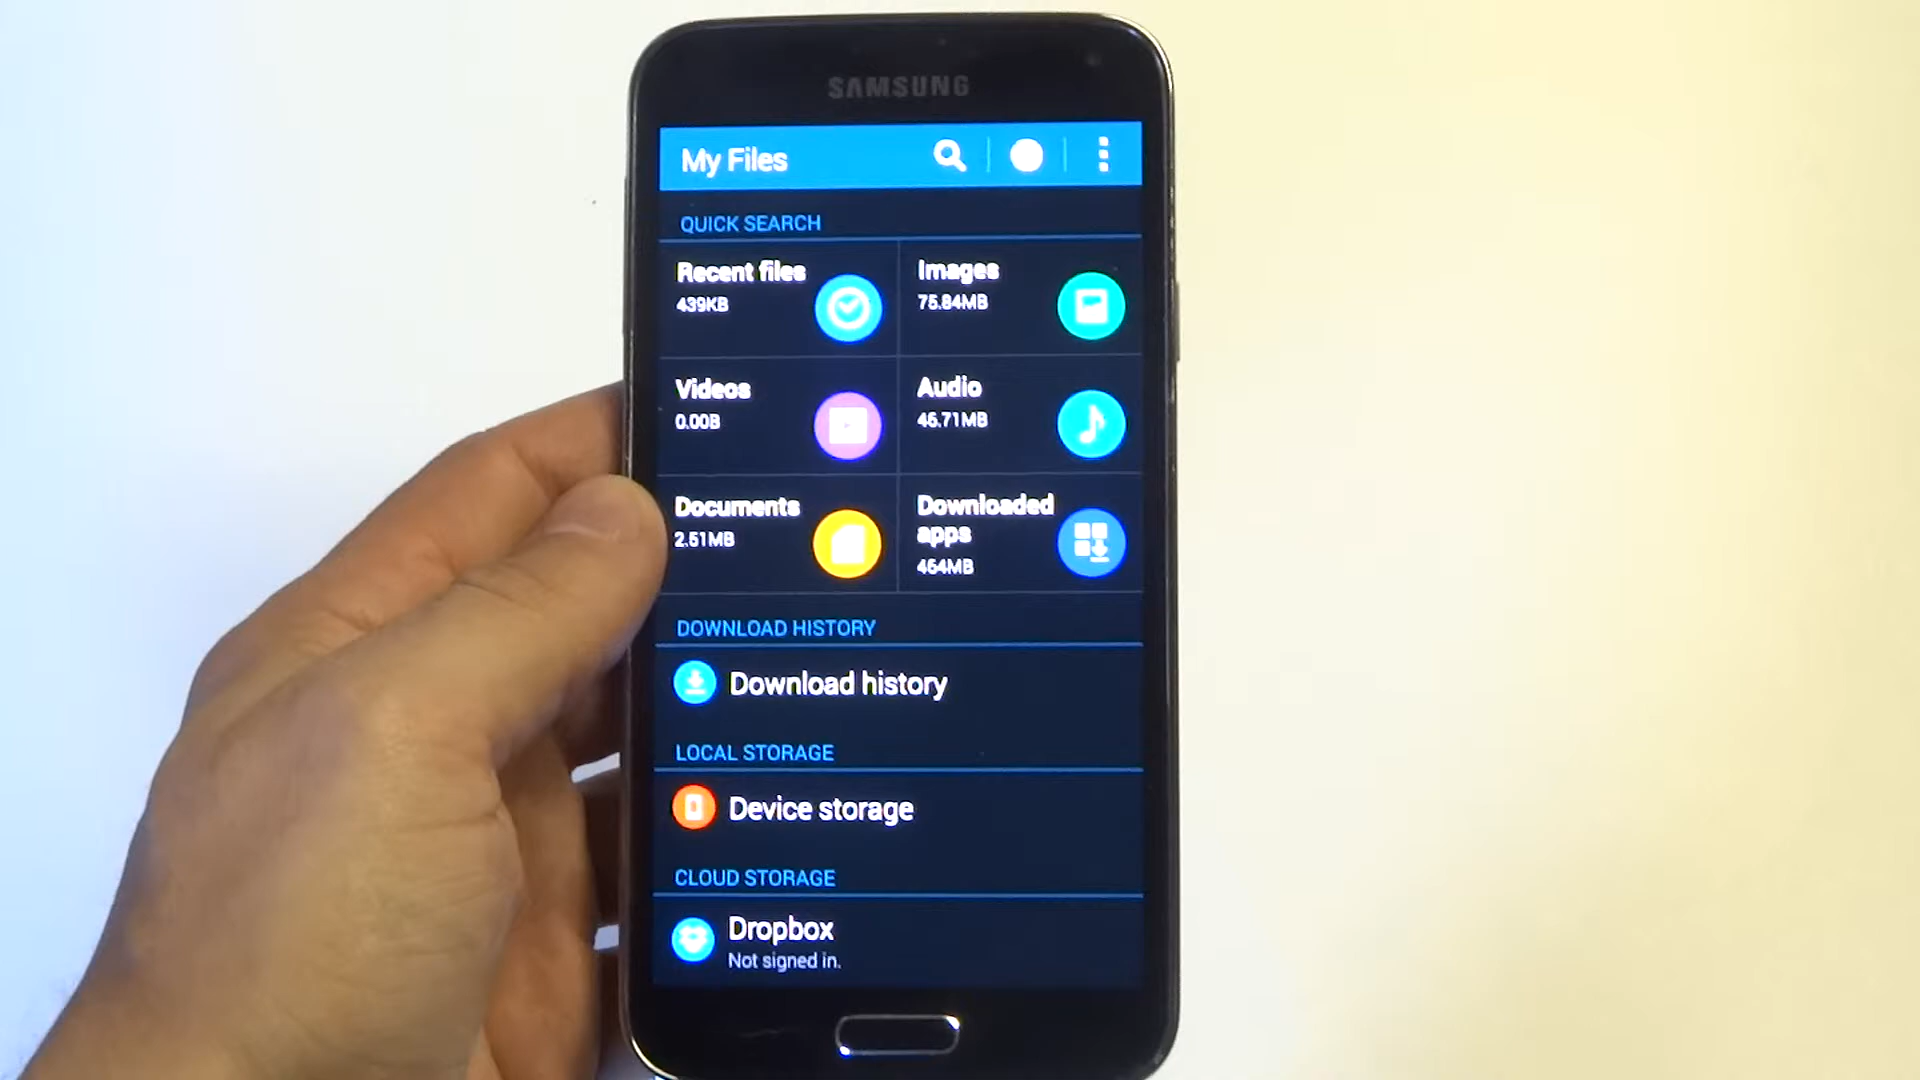 SAMSUNG
My Files
QUICK SEARCH
Recent files
439KB
Images
75.84MB
Videos
0.00B
Audio
46.71MB
Documents
2.51MB
Downloaded
apps
464MB
DOWNLOAD HISTORY
Download history
LOCAL STORAGE
Device storage
CLOUD STORAGE
Dropbox
Not signed in.